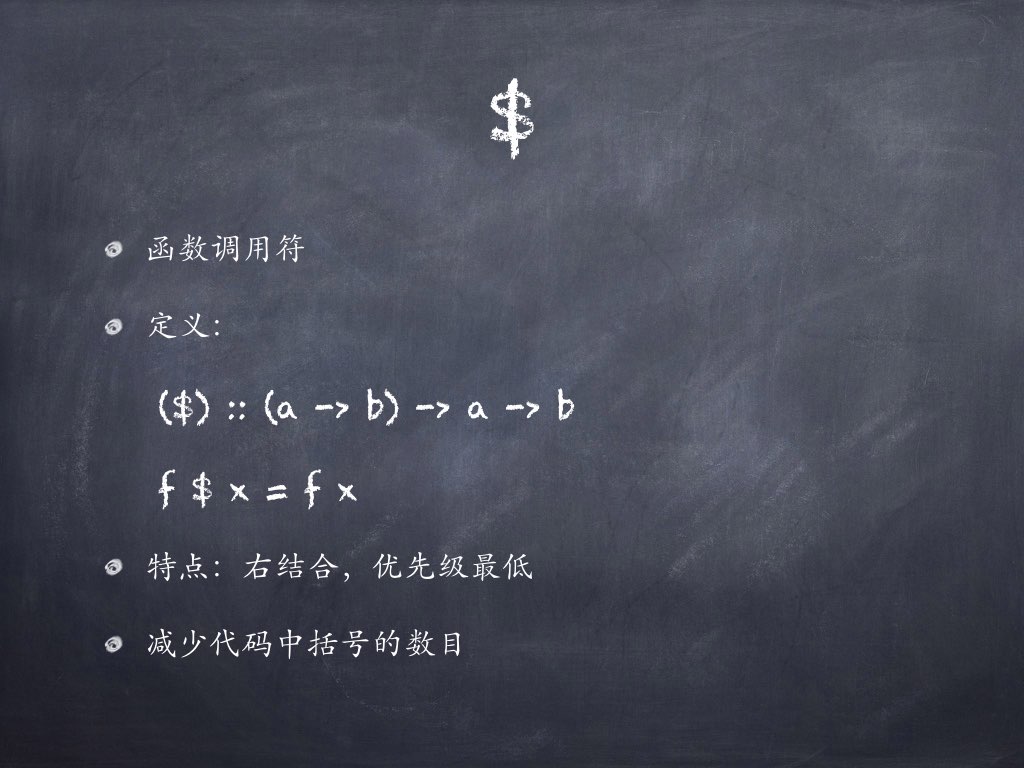 $
函数调用符
定义：
($) :: (a -> b) -> a -> b
f $ x = f x
特点：右结合，优先级最低
减少代码中括号的数目